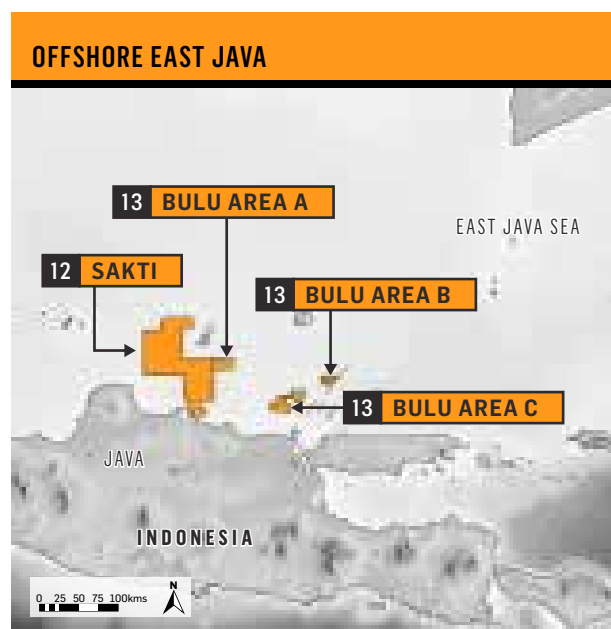 OFFSHORE EAST JAVA
13 BULU AREA A
EAST JAVA SEA
12 SAKTI
13 BULU AREA B
13 BULU AREA C
JAVA
INDONESIA
N
0 25 50 75 100kms